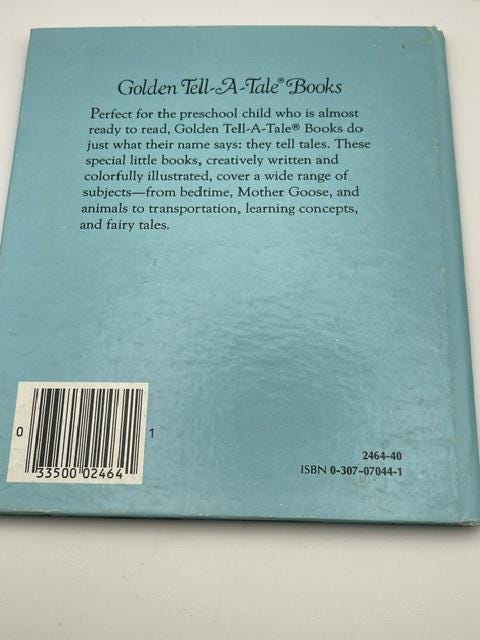 Golden Tell-A-Tale® Books
Perfect for the preschool child who is almost
ready to read, Golden Tell-A-Tale® Books do
just what their name says: they tell tales. These
special little books, creatively written and
colorfully illustrated, cover a wide range of
subjects—from bedtime, Mother Goose, and
animals to transportation, learning concepts,
and fairy tales.
0 33500 02464 1
2464-40
ISBN 0-307-07044-1